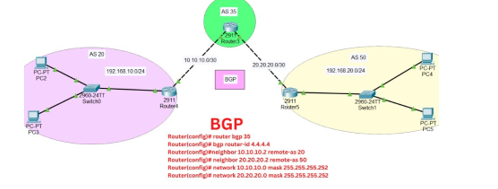 AS 35
2911
Router3
AS 20
10.10.10.0/30
20.20.20.0/30
AS 50
PC-PT
PC2
192.168.10.0/24
2960-24TT
Switch0
2911
Router4
PC-PT
PC3
BGP
192.168.20.0/24
2911
Router5
2960-24TT
Switch1
PC-PT
PC4
PC-PT
PC5
BGP
Router(config)# router bgp 35
Router(config)# bgp router-id 4.4.4.4
Router(config)#neighbor 10.10.10.2 remote-as 20
Router(config)# neighbor 20.20.20.2 remote-as 50
Router(config)# network 10.10.10.0 mask 255.255.255.252
Router(config)# network 20.20.20.0 mask 255.255.255.252